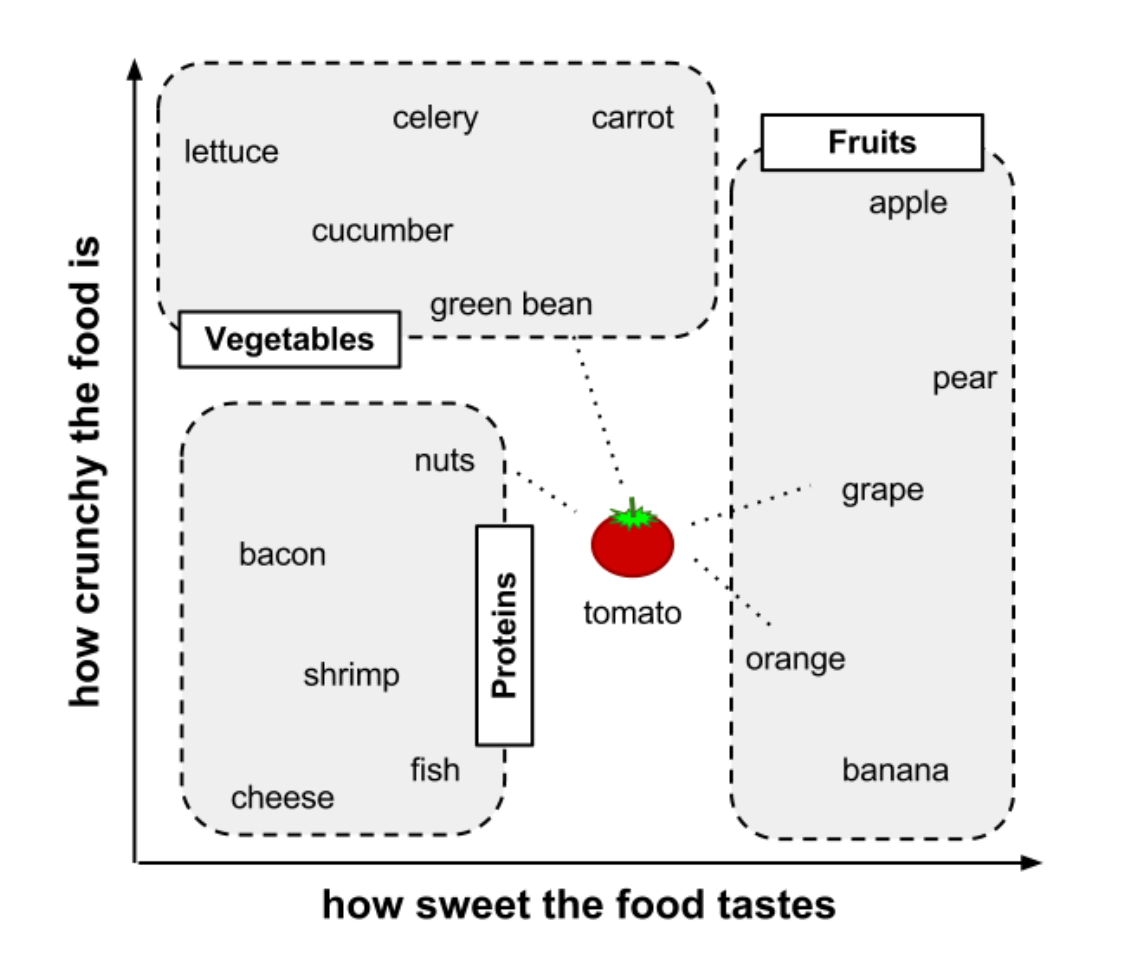 celery
carrot
lettuce
Fruits
apple
cucumber
green bean
Vegetables
pear
nuts
grape
bacon
tomato
Proteins
orange
shrimp
fish
banana
cheese
how crunchy the food is
how sweet the food tastes